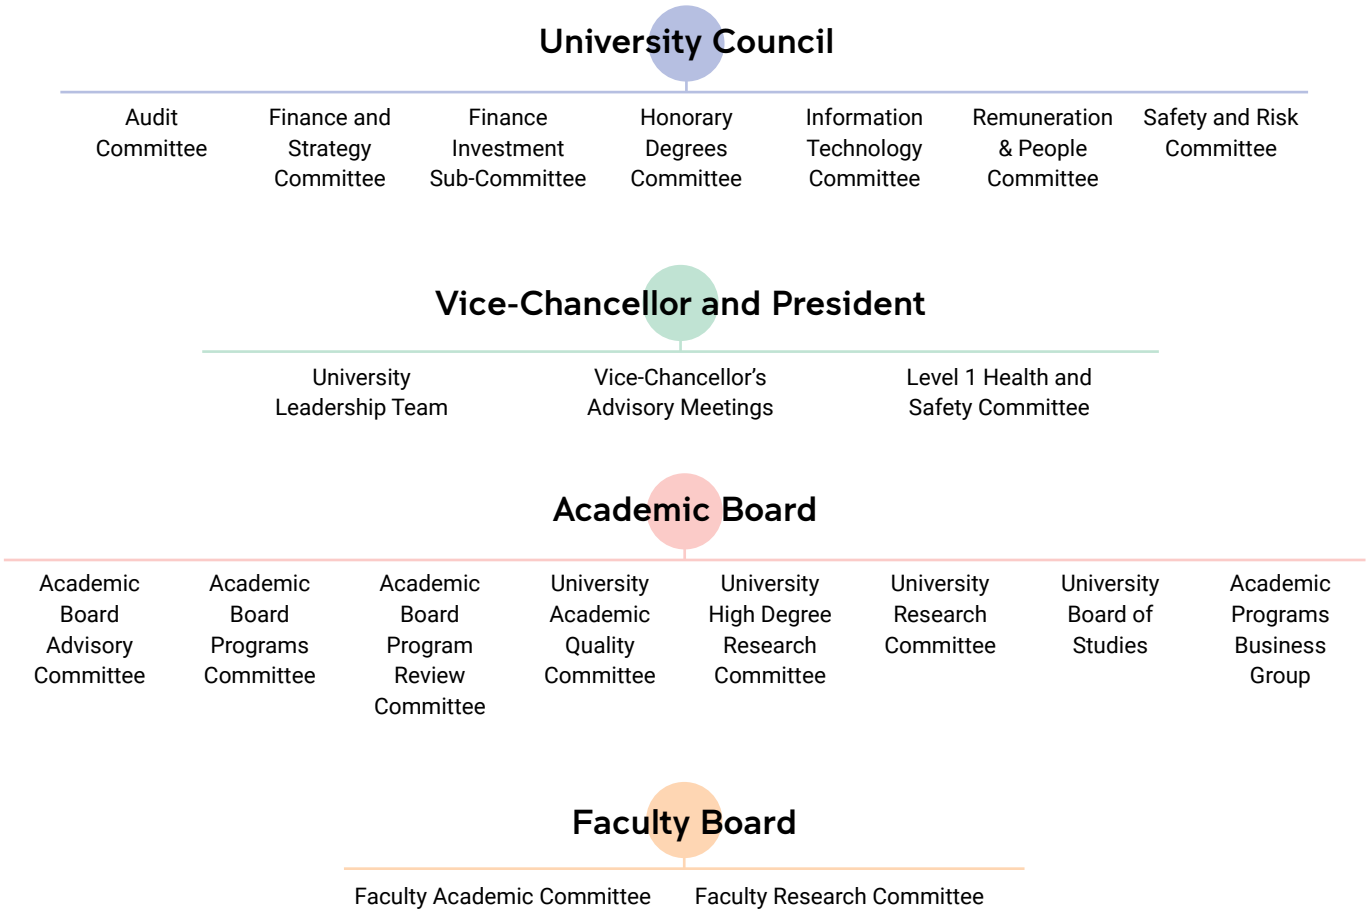 University Council
Audit
Committee
Finance and
Strategy
Committee
Finance
Investment
Sub-Committee
Honorary
Degrees
Committee
Information
Technology
Committee
Remuneration
& People
Committee
Safety and Risk
Committee
Vice-Chancellor and President
University
Leadership Team
Vice-Chancellor’s
Advisory Meetings
Level 1 Health and
Safety Committee
Academic Board
Academic
Board
Advisory
Committee
Academic
Board
Programs
Committee
Academic
Board
Program
Review
Committee
University
Academic
Quality
Committee
University
High Degree
Research
Committee
University
Research
Committee
University
Board of
Studies
Academic
Programs
Business
Group
Faculty Board
Faculty Academic Committee
Faculty Research Committee